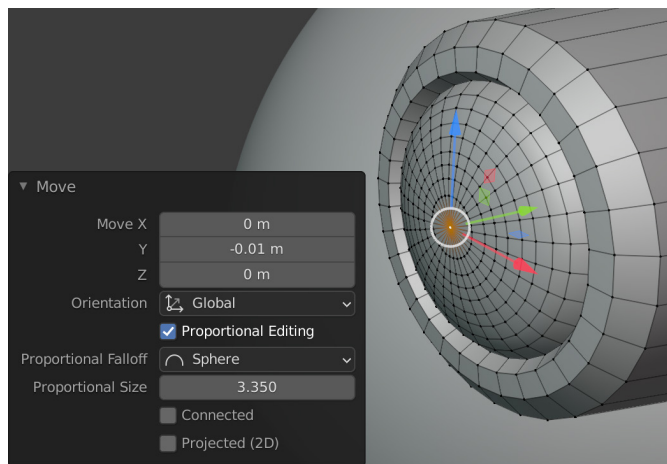 Move
Move X 0 m
Y -0.01 m
Z 0 m
Orientation Global
Proportional Editing
Proportional Falloff Sphere
Proportional Size 3.350
Connected
Projected (2D)